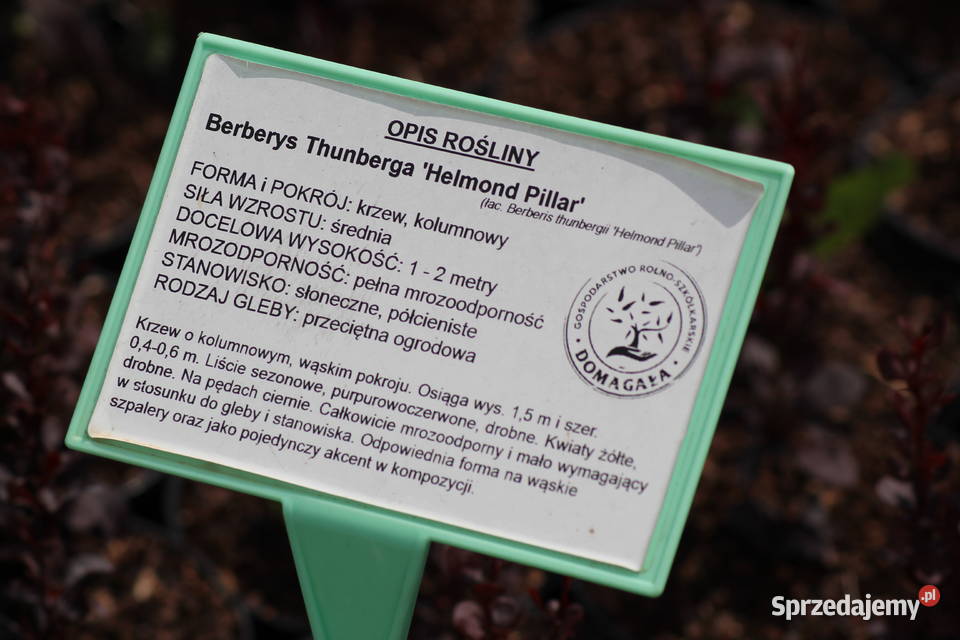 OPIS ROŚLINY
Berberys Thunberga 'Helmond Pillar'
(łac. Berberis thunbergii 'Helmond Pillar')
FORMA i POKRÓJ: krzew, kolumnowy
SIŁA WZROSTU: średnia
DOCELOWA WYSOKOŚĆ: 1 - 2 metry
MROZODPORNOŚĆ: pełna mrozoodporność
STANOWISKO: słoneczne, półcieniste
RODZAJ GLEBY: przeciętna ogrodowa
GOSPODARSTWO ROLNO-SZKÓŁKARSKIE
DOMAGAŁA
Krzew o kolumnowym, wąskim pokroju. Osiąga wys. 1,5 m i szer.
0,4-0,6 m. Liście sezonowe, purpurowoczerwone, drobne. Kwiaty żółte,
drobne. Na pędach ciernie. Całkowicie mrozoodporny i mało wymagający
w stosunku do gleby i stanowiska. Odpowiednia forma na wąskie
szpalery oraz jako pojedynczy akcent w kompozycji.
Sprzedajemy.pl